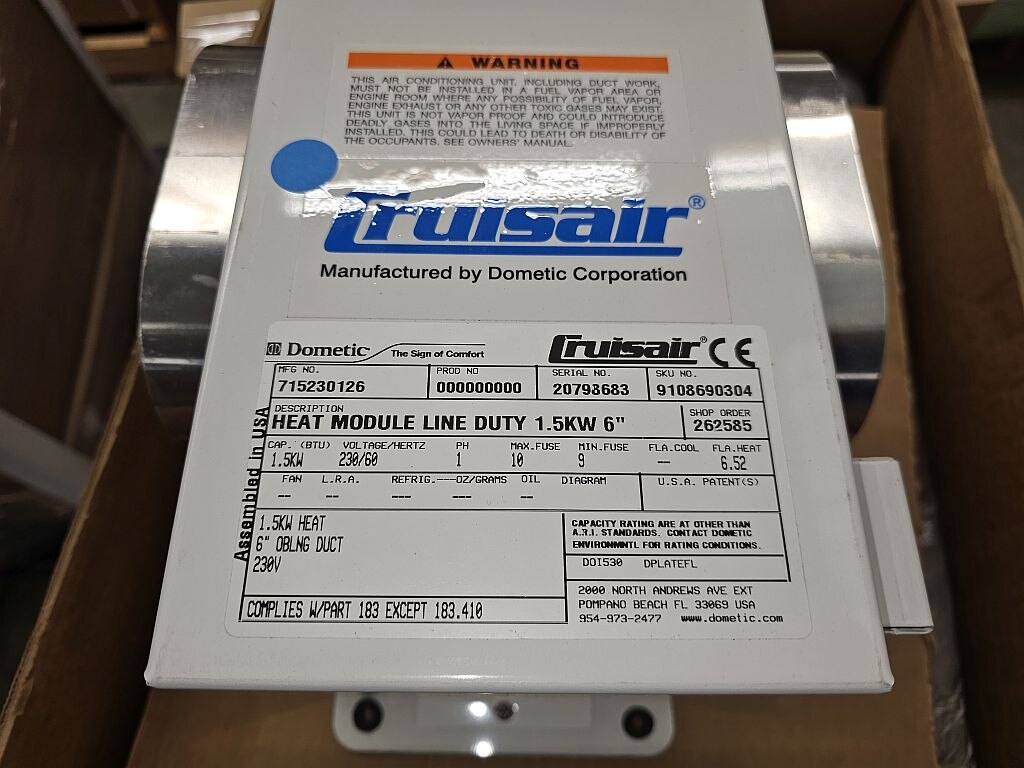 WARNING
THIS AIR CONDITIONING UNIT, INCLUDING DUCT WORK,
MUST NOT BE INSTALLED IN A FUEL VAPOR AREA OR
ENGINE ROOM WHERE ANY POSSIBILITY OF FUEL VAPOR,
ENGINE EXHAUST OR ANY OTHER TOXIC GASES MAY EXIST.
THIS UNIT IS NOT VAPOR PROOF AND COULD INTRODUCE
DEADLY GASES INTO THE LIVING SPACE IF IMPROPERLY
INSTALLED. THIS COULD LEAD TO DEATH OR DISABILITY OF
THE OCCUPANTS. SEE OWNERS' MANUAL.
Cruisair®
Manufactured by Dometic Corporation
Dometic The Sign of Comfort Cruisair® CE
MFG NO. PROD NO SERIAL NO. SKU NO.
715230126 000000000 20798683 9108690304
DESCRIPTION SHOP ORDER
HEAT MODULE LINE DUTY 1.5KW 6" 262585
CAP. (BTU) VOLTAGE/HERTZ PH MAX.FUSE MIN.FUSE FLA.COOL FLA.HEAT
1.5KW 230/60 1 10 9 -- 6.52
FAN L.R.A. REFRIG.---OZ/GRAMS OIL DIAGRAM U.S.A. PATENT(S)
-- -- --- --- --
Assembled in USA
1.5KW HEAT
6" OBLNG DUCT
230V
COMPLIES W/PART 183 EXCEPT 183.410
CAPACITY RATING ARE AT OTHER THAN
A.R.I. STANDARDS. CONTACT DOMETIC
ENVIRONMNTL FOR RATING CONDITIONS.
DOI530 DPLATEFL
2000 NORTH ANDREWS AVE EXT
POMPANO BEACH FL 33069 USA
954-973-2477 www.dometic.com